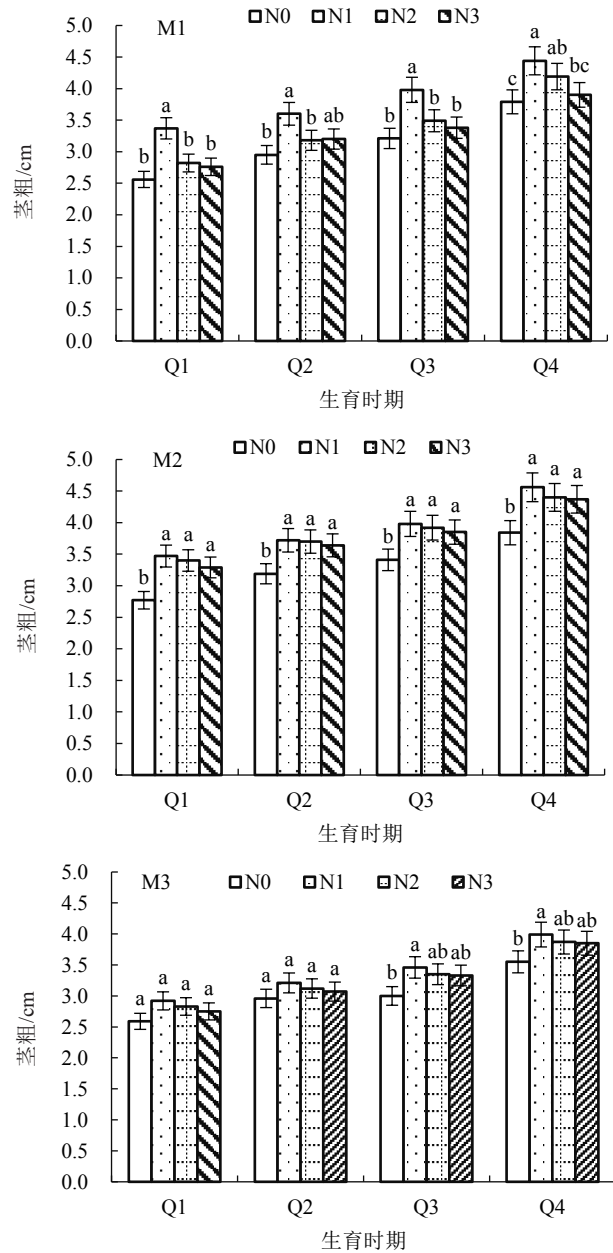 M1
N0 N1 N2 N3
5.0
4.5
4.0
3.5
3.0
2.5
2.0
1.5
1.0
0.5
0.0
茎粗/cm
b a b b
b a b ab
b a b b
c a ab bc
Q1 Q2 Q3 Q4
生育时期
M2
N0 N1 N2 N3
5.0
4.5
4.0
3.5
3.0
2.5
2.0
1.5
1.0
0.5
0.0
茎粗/cm
b a a a
b a a a
b a a a
b a a a
Q1 Q2 Q3 Q4
生育时期
M3
N0 N1 N2 N3
5.0
4.5
4.0
3.5
3.0
2.5
2.0
1.5
1.0
0.5
0.0
茎粗/cm
a a a a
a a a a
b a ab ab
b a ab ab
Q1 Q2 Q3 Q4
生育时期